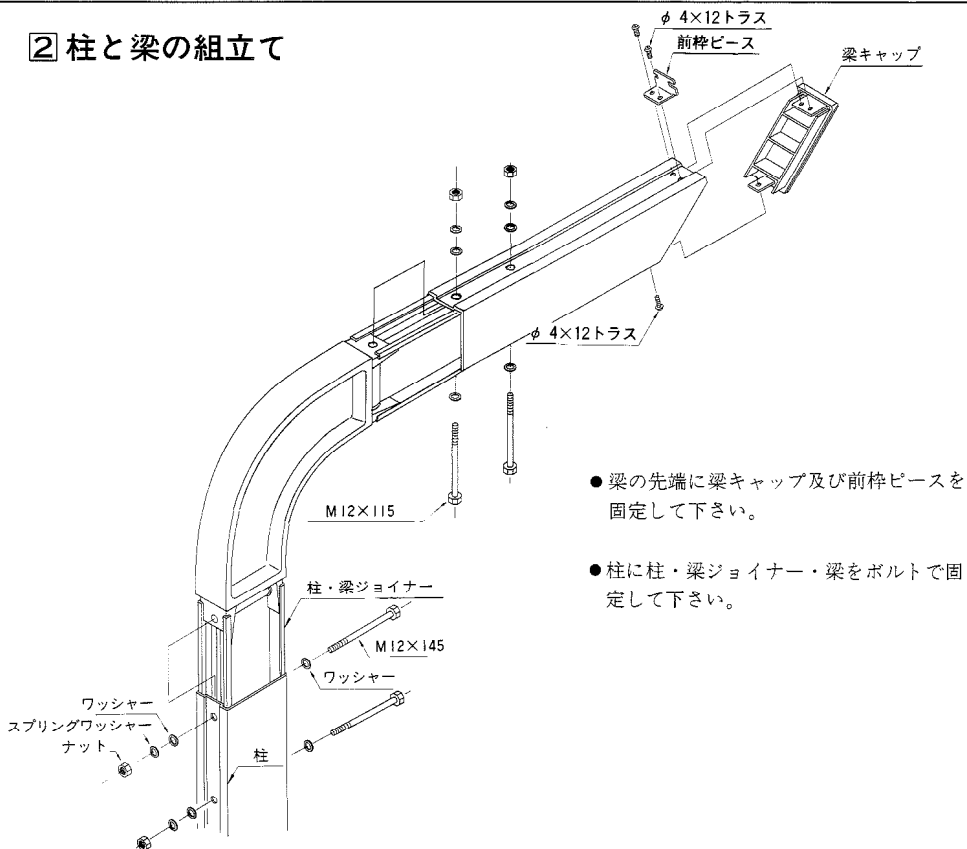 2 柱と梁の組立て
φ 4×12トラス
前枠ピース
梁キャップ
φ 4×12トラス
M12×115
●梁の先端に梁キャップ及び前枠ピースを
固定して下さい。
●柱に柱・梁ジョイナー・梁をボルトで固
定して下さい。
柱・梁ジョイナー
M12×145
ワッシャー
ワッシャー
スプリングワッシャー
ナット
柱